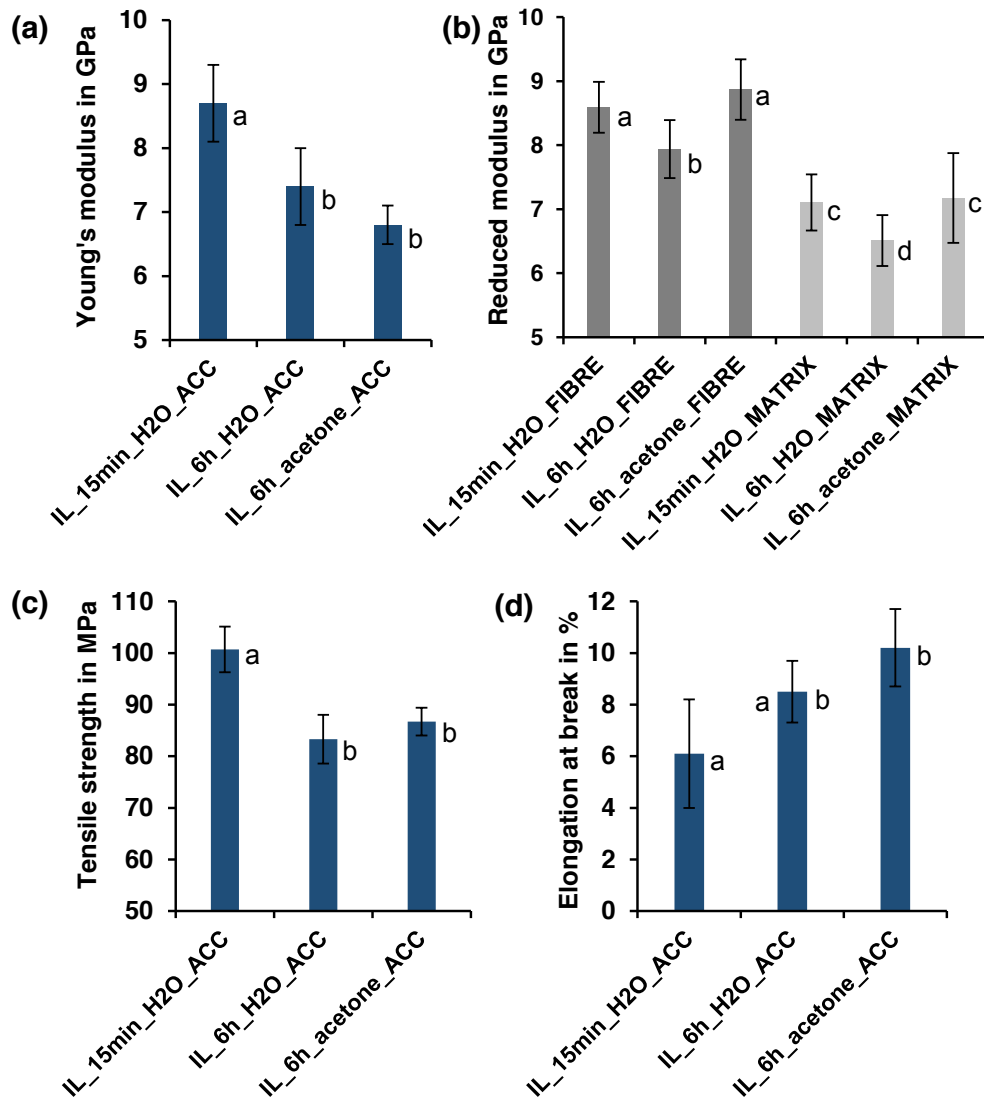 (a)
Young's modulus in GPa
10
9
8
7
6
5
a
b
b
IL_15min_H2O_ACC
IL_6h_H2O_ACC
IL_6h_acetone_ACC
(b)
Reduced modulus in GPa
10
9
8
7
6
5
a
b
a
c
d
c
IL_15min_H2O_FIBRE
IL_6h_H2O_FIBRE
IL_6h_acetone_FIBRE
IL_15min_H2O_MATRIX
IL_6h_H2O_MATRIX
IL_6h_acetone_MATRIX
(c)
Tensile strength in MPa
110
100
90
80
70
60
50
a
b
b
IL_15min_H2O_ACC
IL_6h_H2O_ACC
IL_6h_acetone_ACC
(d)
Elongation at break in %
12
10
8
6
4
2
0
a
a b
b
IL_15min_H2O_ACC
IL_6h_H2O_ACC
IL_6h_acetone_ACC